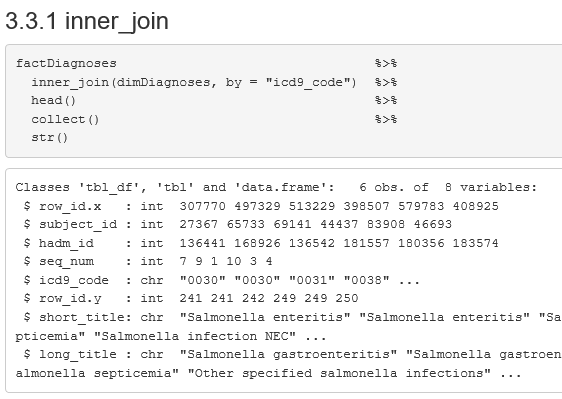 3.3.1 inner_join
factDiagnoses %>%
inner_join(dimDiagnoses, by = "icd9_code") %>%
head() %>%
collect() %>%
str()
Classes 'tbl_df', 'tbl' and 'data.frame': 6 obs. of 8 variables:
$ row_id.x : int 307770 497329 513229 398507 579783 408925
$ subject_id : int 27367 65733 69141 44437 83908 46693
$ hadm_id : int 136441 168926 136542 181557 180356 183574
$ seq_num : int 7 9 1 10 3 4
$ icd9_code : chr "0030" "0030" "0031" "0038" ...
$ row_id.y : int 241 241 242 249 249 250
$ short_title: chr "Salmonella enteritis" "Salmonella enteritis" "Sa
pticemia" "Salmonella infection NEC" ...
$ long_title : chr "Salmonella gastroenteritis" "Salmonella gastroen
almonella septicemia" "Other specified salmonella infections" ...